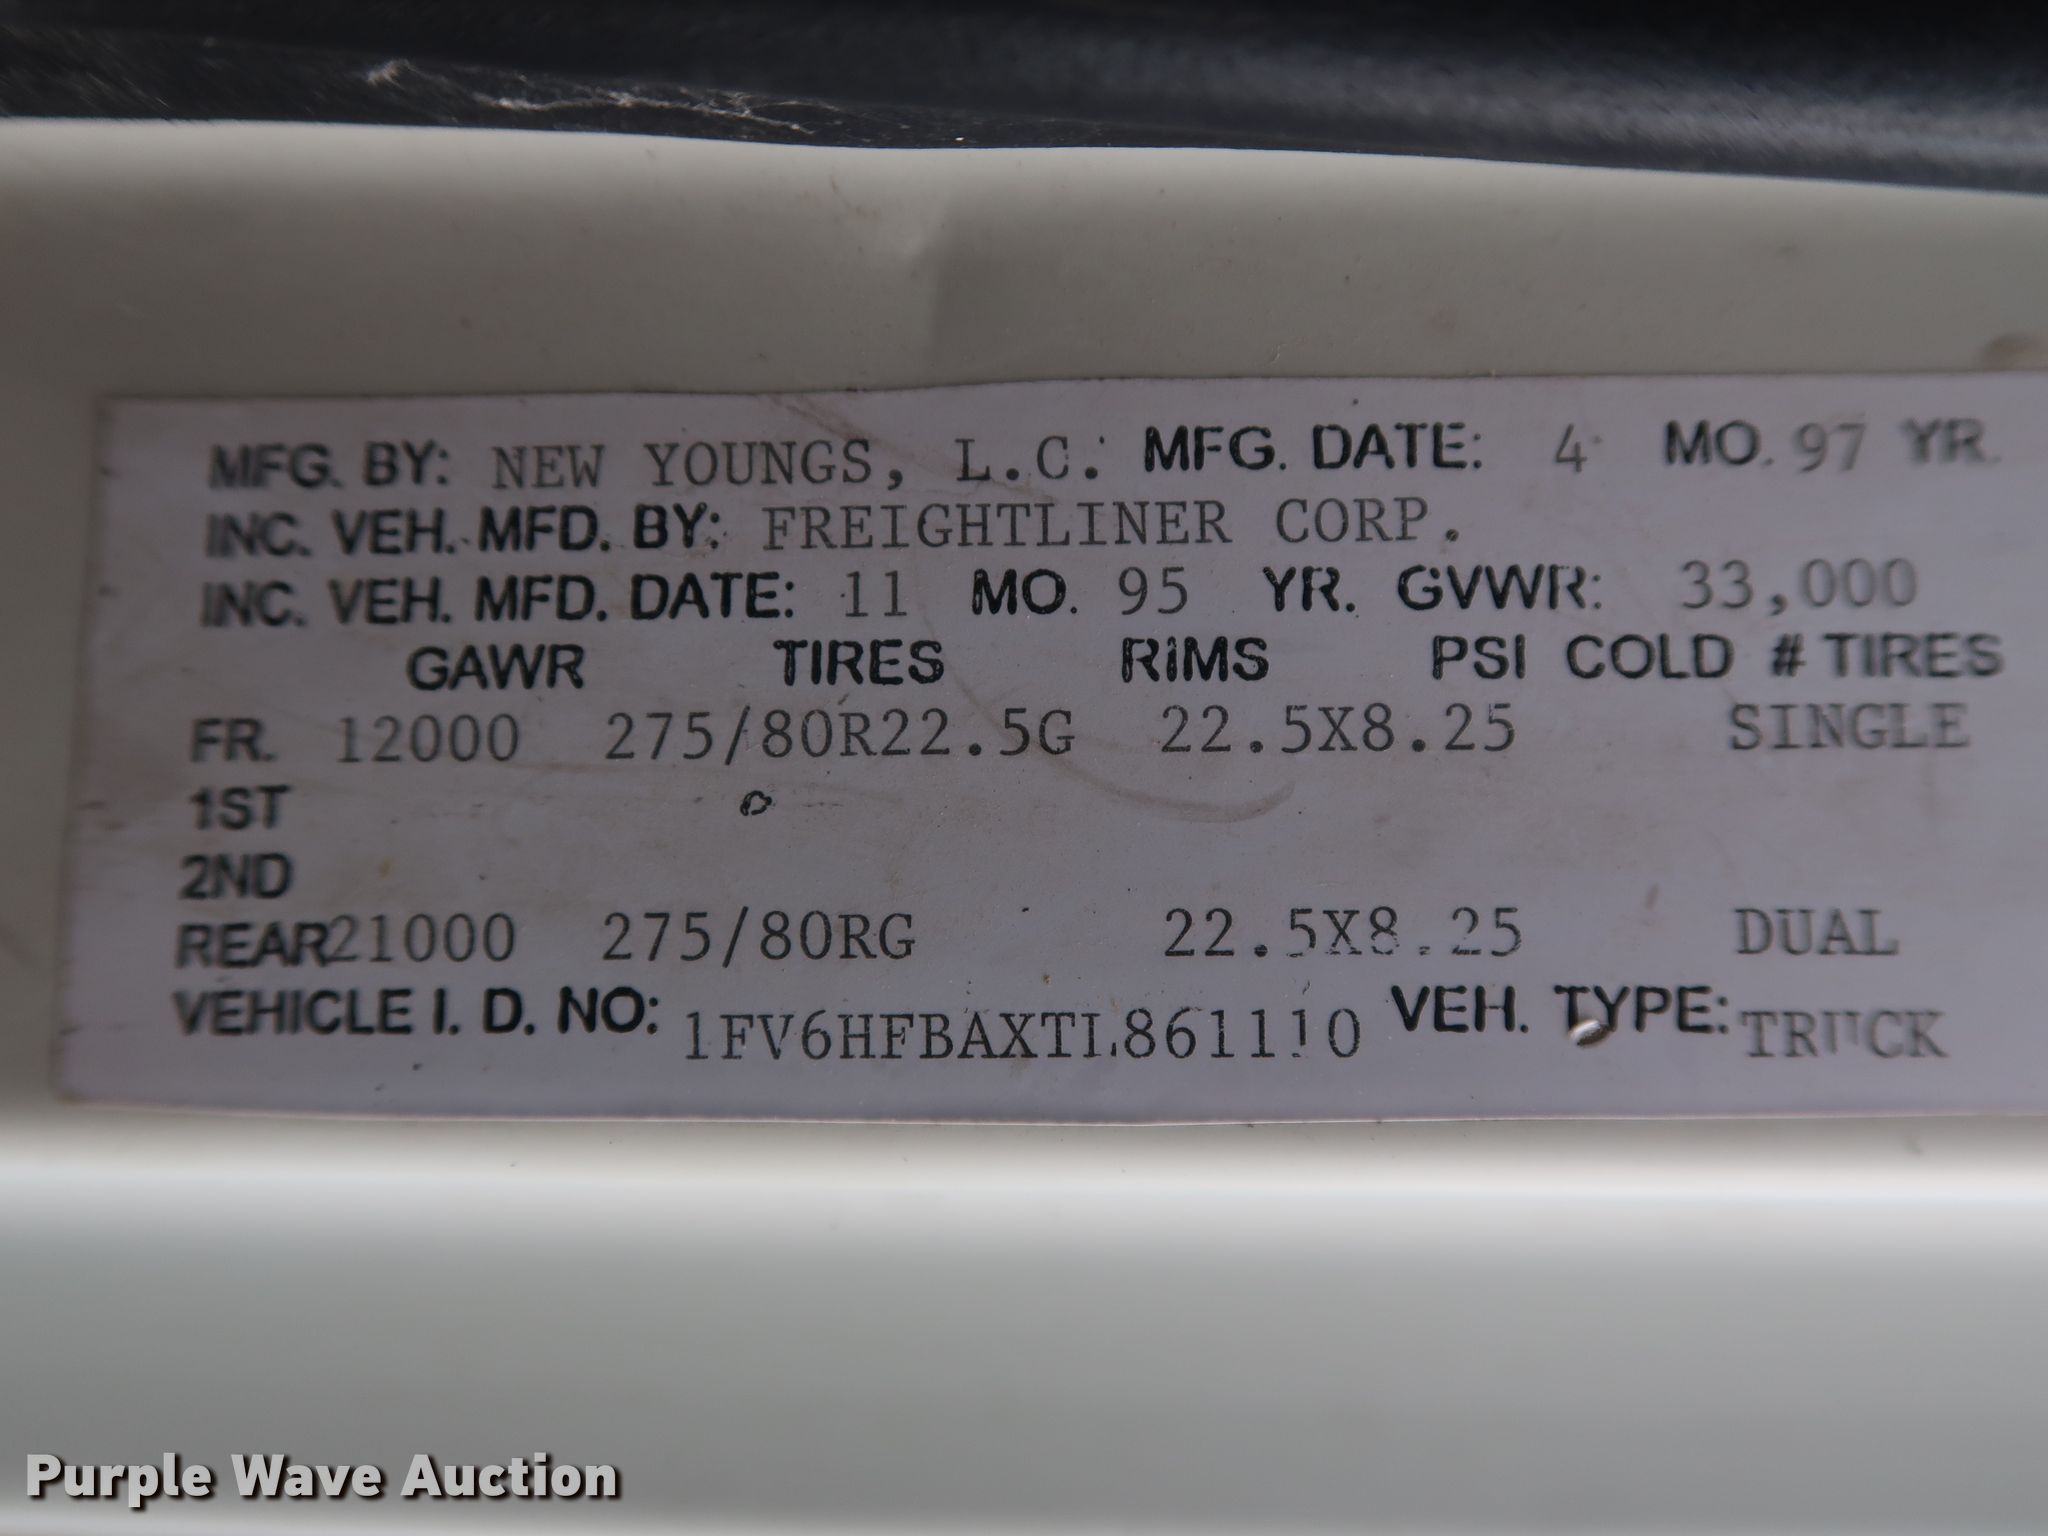 MFG. BY: NEW YOUNGS, L.C. MFG. DATE: 4 MO. 97 YR.
INC. VEH. MFD. BY: FREIGHTLINER CORP.
INC. VEH. MFD. DATE: 11 MO. 95 YR. GVWR: 33,000
GAWR TIRES RIMS PSI COLD # TIRES
FR. 12000 275/80R22.5G 22.5X8.25 SINGLE
1ST
2ND
REAR 21000 275/80RG 22.5X8.25 DUAL
VEHICLE I. D. NO: 1FV6HFBAXTL861110 VEH. TYPE: TRUCK
Purple Wave Auction